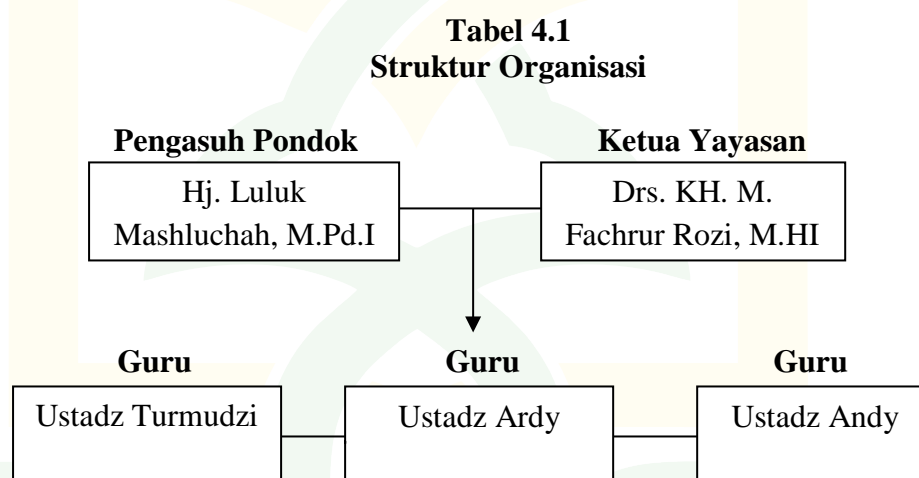 Tabel 4.1
Struktur Organisasi
Pengasuh Pondok
Hj. Luluk
Mashluchah, M.Pd.I
Ketua Yayasan
Drs. KH. M.
Fachrur Rozi, M.HI
Guru
Ustadz Turmudzi
Guru
Ustadz Ardy
Guru
Ustadz Andy